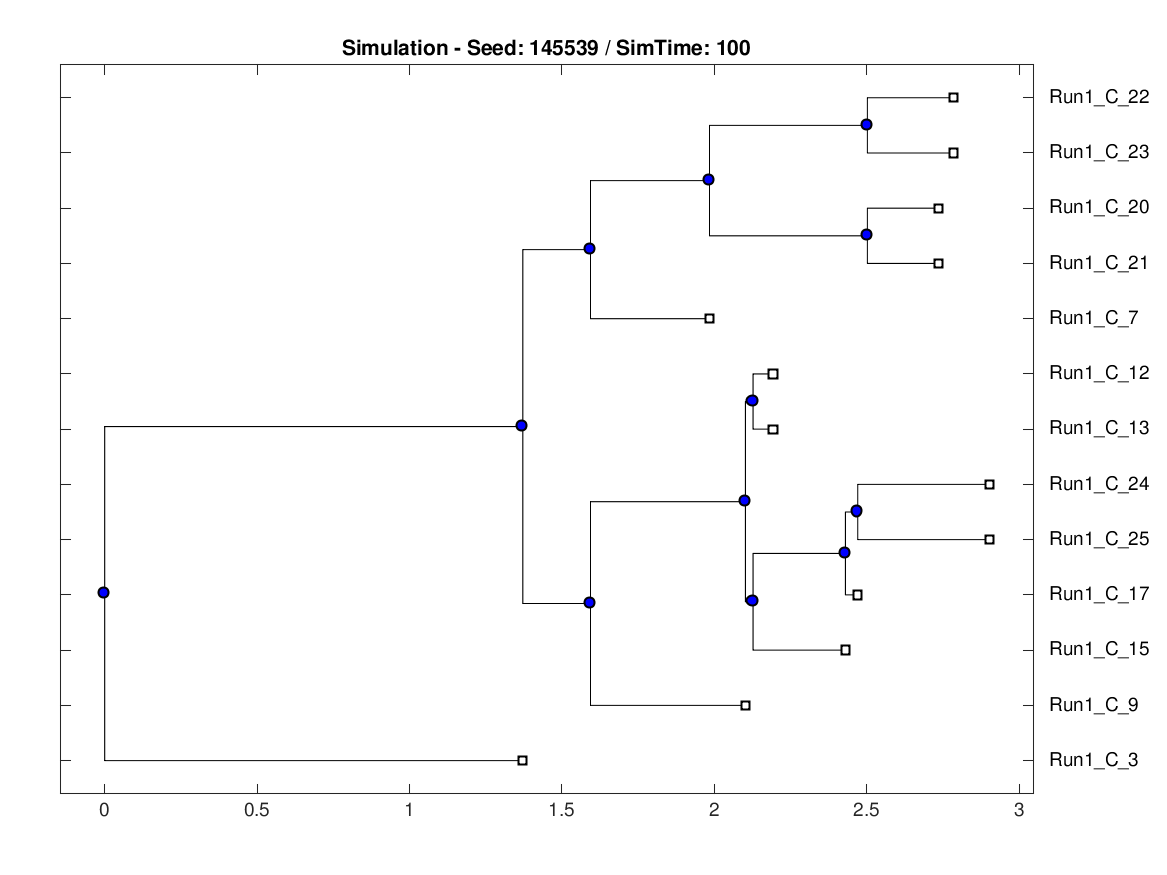 Simulation - Seed: 145539 / SimTime: 100
Run1_C_22
Run1_C_23
Run1_C_20
Run1_C_21
Run1_C_7
Run1_C_12
Run1_C_13
Run1_C_24
Run1_C_25
Run1_C_17
Run1_C_15
Run1_C_9
Run1_C_3
0 0.5 1 1.5 2 2.5 3